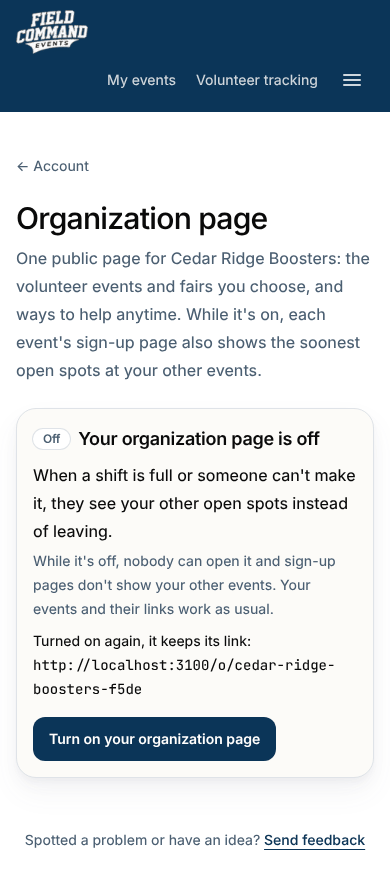 FIELD
COMMAND
EVENTS
My events Volunteer tracking
← Account
Organization page
One public page for Cedar Ridge Boosters: the
volunteer events and fairs you choose, and
ways to help anytime. While it's on, each
event's sign-up page also shows the soonest
open spots at your other events.
Off Your organization page is off
When a shift is full or someone can't make
it, they see your other open spots instead
of leaving.
While it's off, nobody can open it and sign-up
pages don't show your other events. Your
events and their links work as usual.
Turned on again, it keeps its link:
http://localhost:3100/o/cedar-ridge-
boosters-f5de
Turn on your organization page
Spotted a problem or have an idea? Send feedback